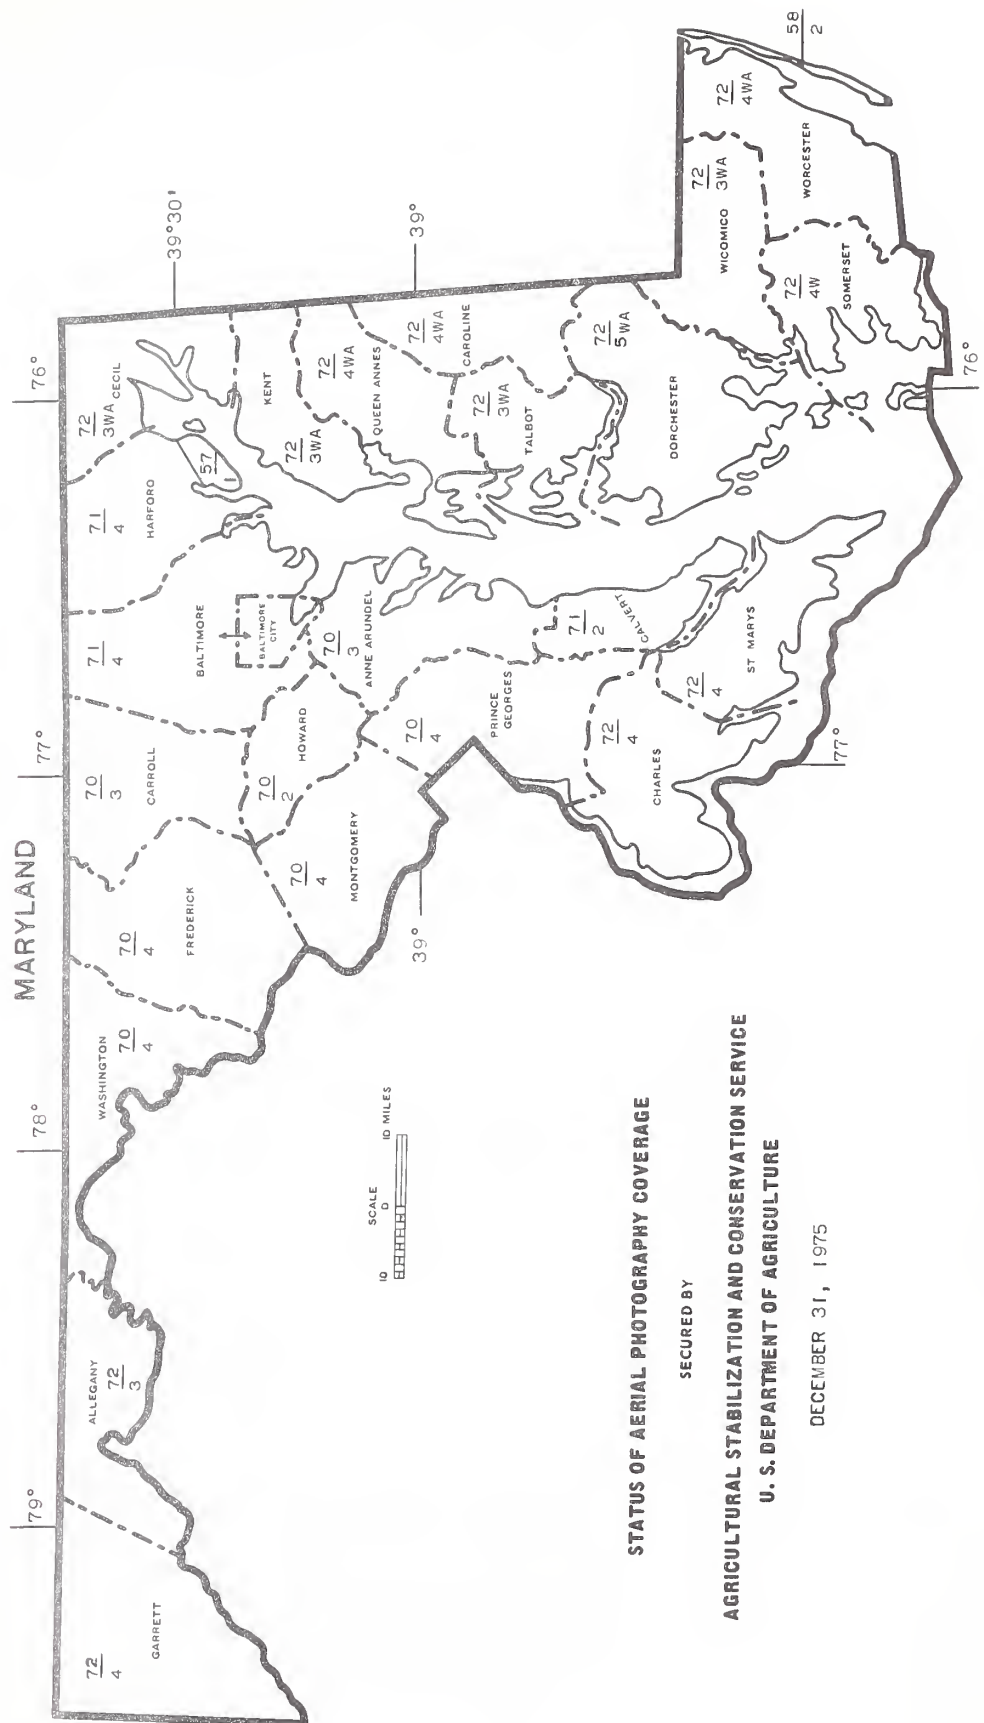 MARYLAND
79°
78°
77°
76°
39°30'
39°
39°
77°
76°
GARRETT
72
4
ALLEGANY
72
3
WASHINGTON
70
4
FREDERICK
70
4
CARROLL
70
3
BALTIMORE
71
4
BALTIMORE
CITY
HARFORD
71
4
CECIL
72
3WA
57
1
KENT
72
3WA
QUEEN ANNES
72
4WA
CAROLINE
72
4WA
TALBOT
72
3WA
HOWARD
70
2
MONTGOMERY
70
4
ANNE ARUNDEL
70
3
PRINCE
GEORGES
70
4
CALVERT
71
2
CHARLES
72
4
ST MARYS
72
4
DORCHESTER
72
5WA
WICOMICO
72
3WA
SOMERSET
72
4W
WORCESTER
72
4WA
58
2
SCALE
10 0 10 MILES
STATUS OF AERIAL PHOTOGRAPHY COVERAGE
SECURED BY
AGRICULTURAL STABILIZATION AND CONSERVATION SERVICE
U. S. DEPARTMENT OF AGRICULTURE
DECEMBER 31, 1975